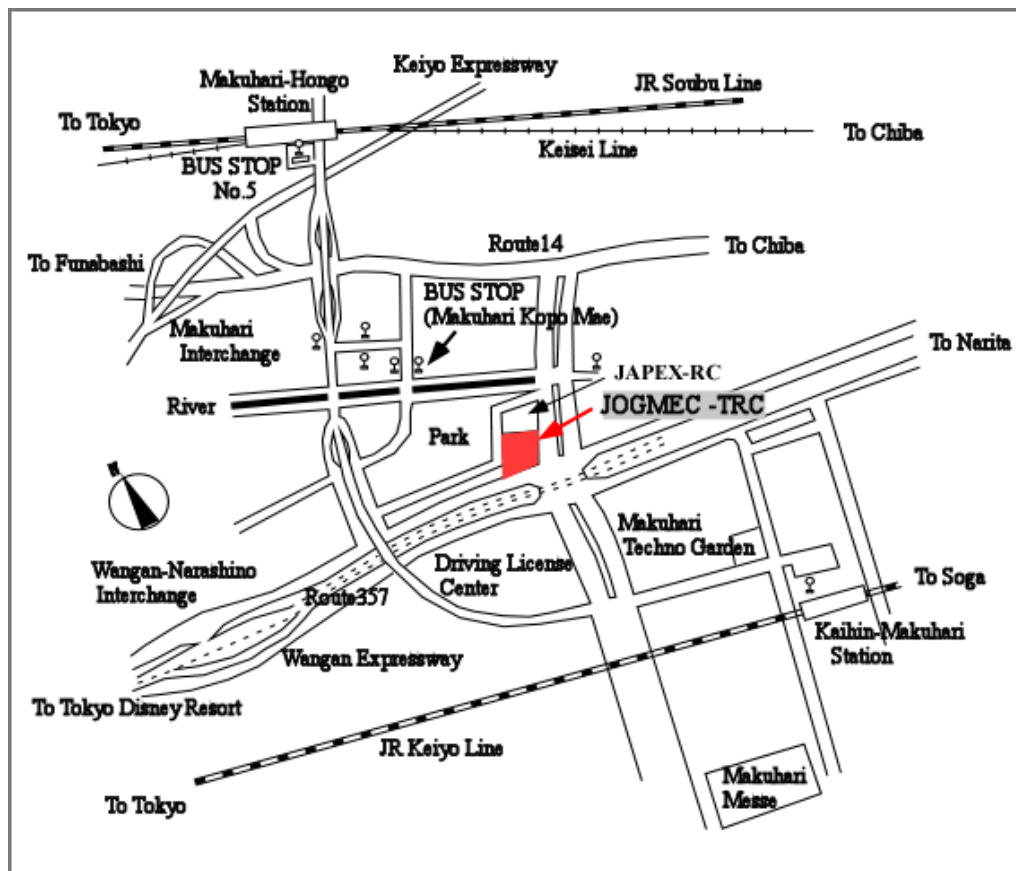 Keiyo Expressway
Makuhari-Hongo
Station
JR Soubu Line
To Tokyo
To Chiba
Keisei Line
BUS STOP
No.5
Route14
To Chiba
To Funabashi
BUS STOP
(Makuhari Kopo Mae)
Makuhari
Interchange
To Narita
JAPEX-RC
River
JOGMEC -TRC
Park
N
Makuhari
Techno Garden
Driving License
Center
Wangan-Narashino
Interchange
To Soga
Route357
Kaihin-Makuhari
Station
Wangan Expressway
To Tokyo Disney Resort
JR Keiyo Line
Makuhari
Messe
To Tokyo